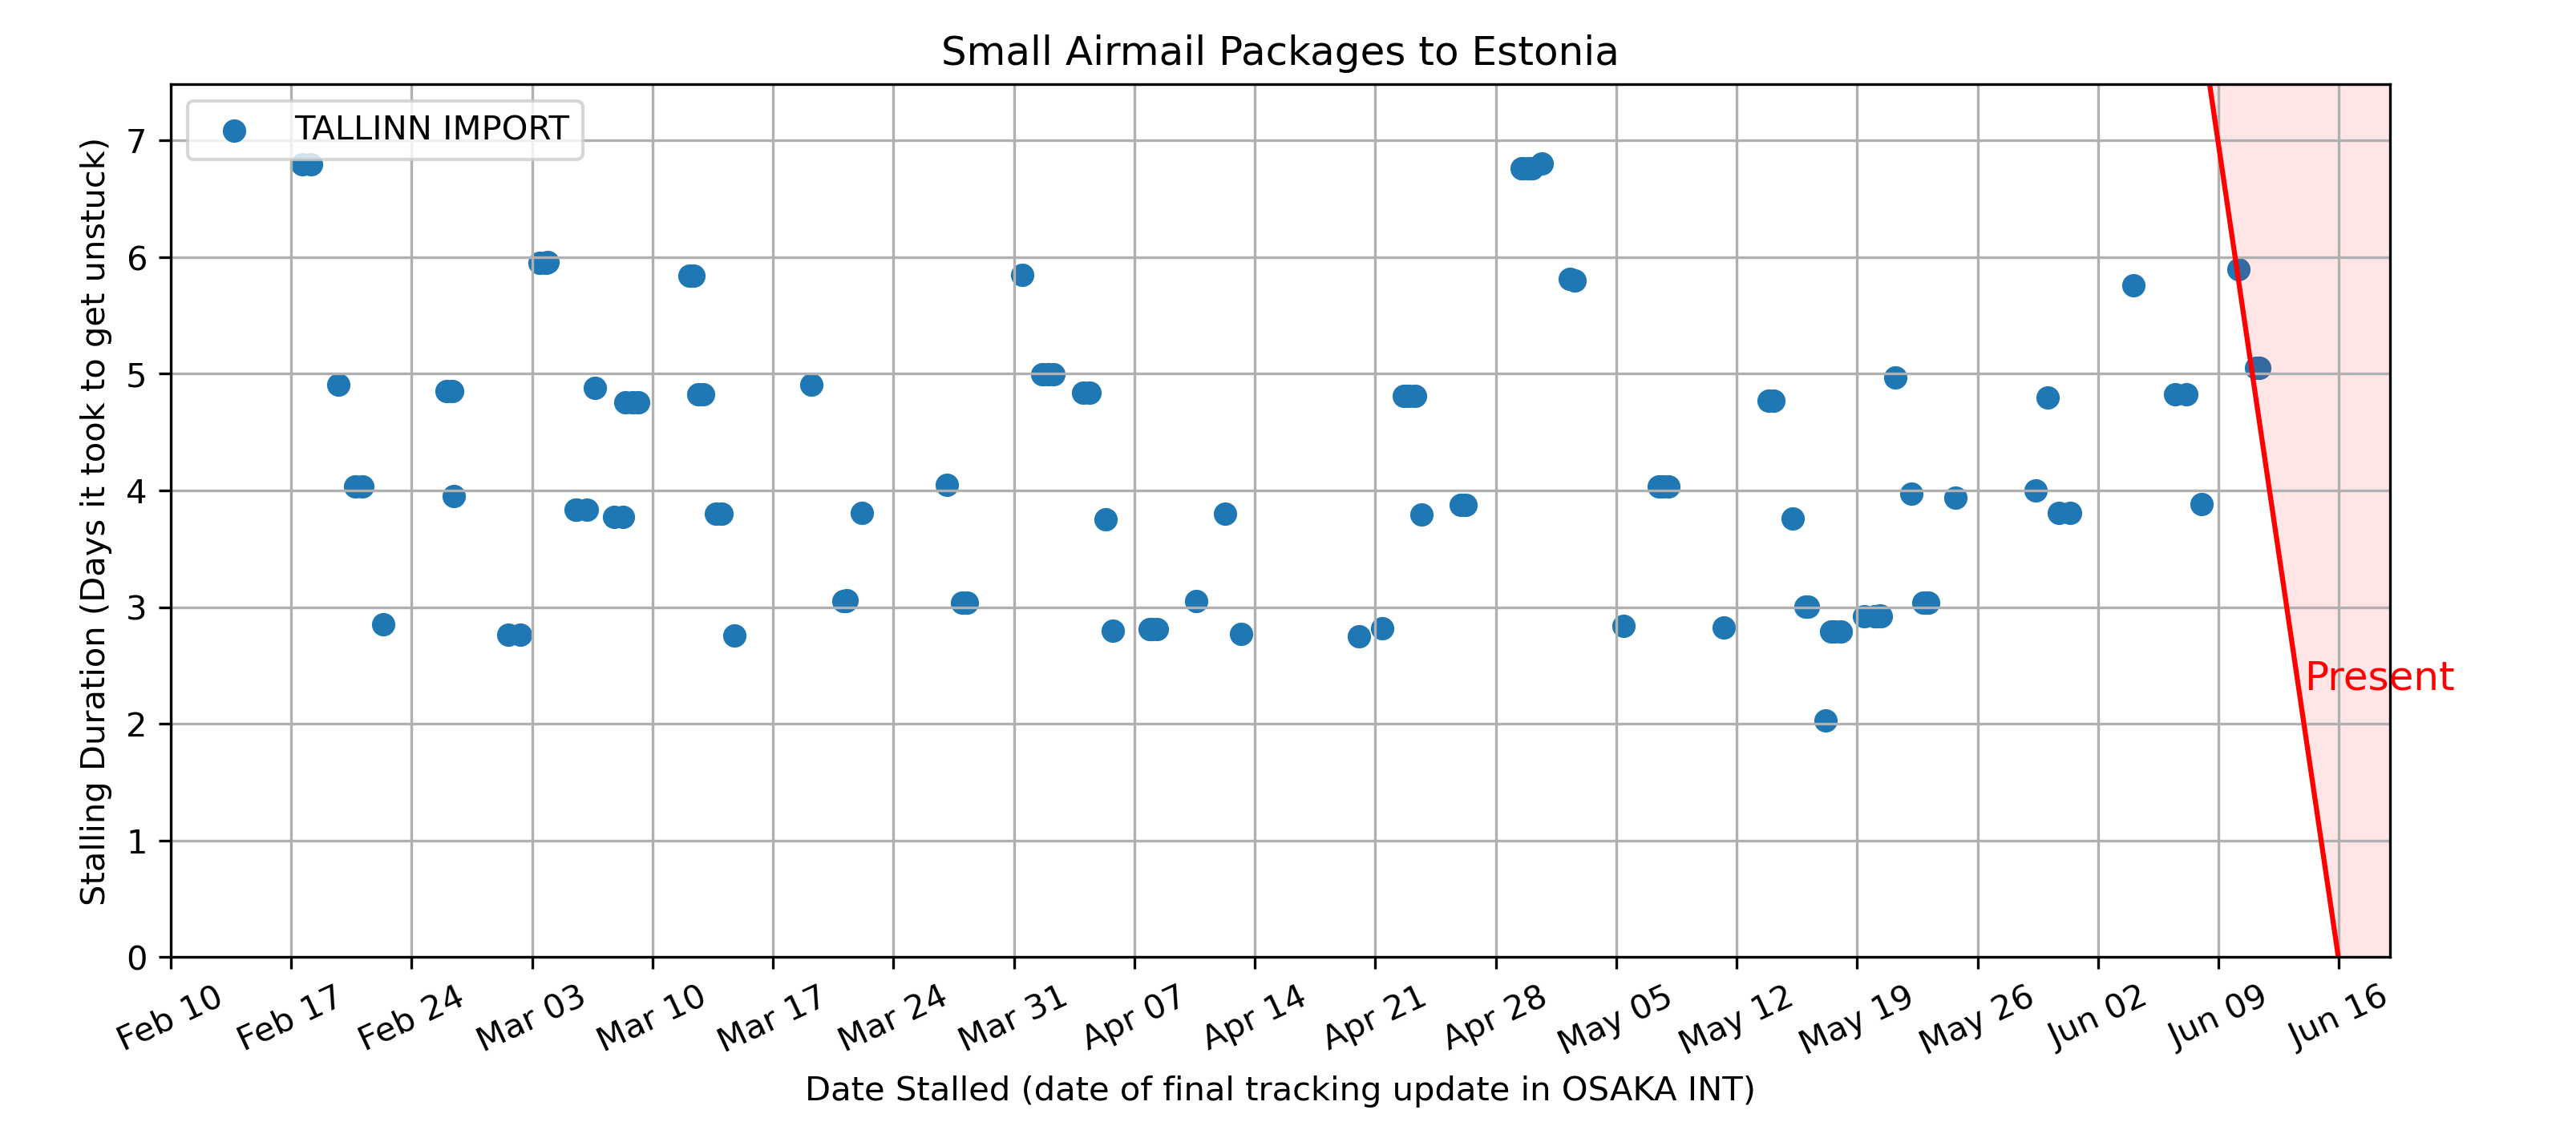 Small Airmail Packages to Estonia
TALLINN IMPORT
Stalling Duration (Days it took to get unstuck)
7
6
5
4
3
2
1
0
Present
Feb 10
Feb 17
Feb 24
Mar 03
Mar 10
Mar 17
Mar 24
Mar 31
Apr 07
Apr 14
Apr 21
Apr 28
May 05
May 12
May 19
May 26
Jun 02
Jun 09
Jun 16
Date Stalled (date of final tracking update in OSAKA INT)